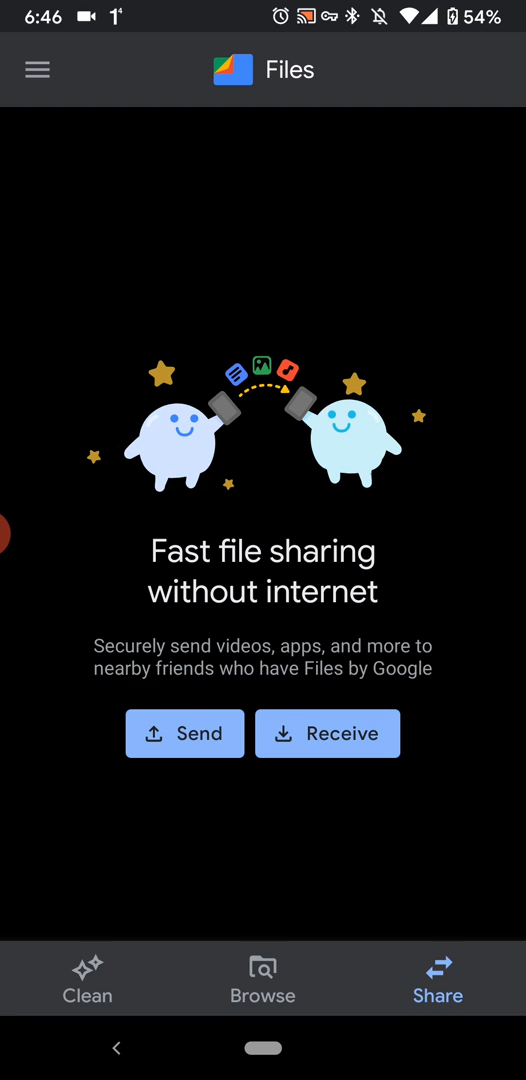 6:46 1⁴ 54%
Files
Fast file sharing
without internet
Securely send videos, apps, and more to
nearby friends who have Files by Google
Send Receive
Clean Browse Share